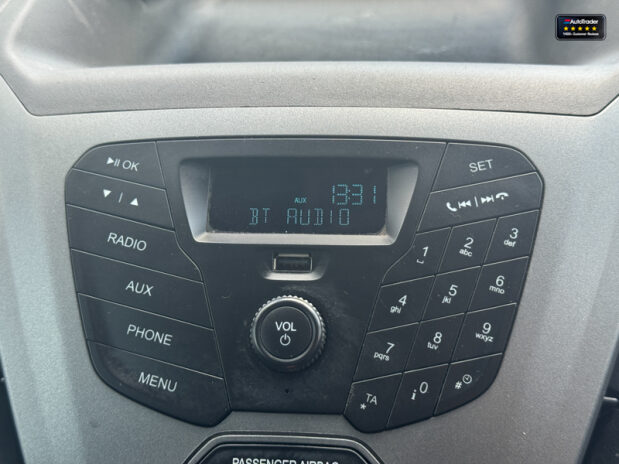 AutoTrader
▶II OK
▼ | ▲
RADIO
AUX
PHONE
MENU
AUX 13:31
BT AUDIO
VOL
SET
1
2 abc
3 def
4 ghi
5 jkl
6 mno
7 pqrs
8 tuv
9 wxyz
TA *
i 0
#
PASSENGER AIRBAG